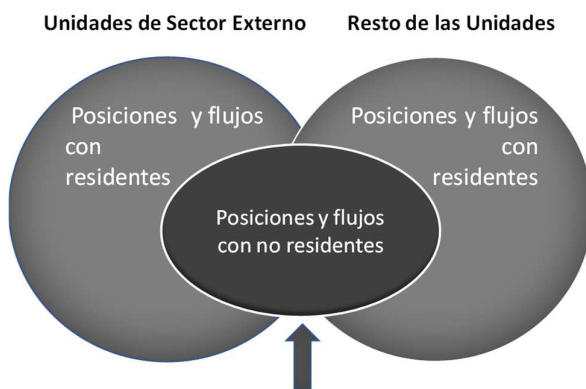 Unidades de Sector Externo
Resto de las Unidades
Posiciones y flujos
con
residentes
Posiciones y flujos
con
residentes
Posiciones y flujos
con no residentes